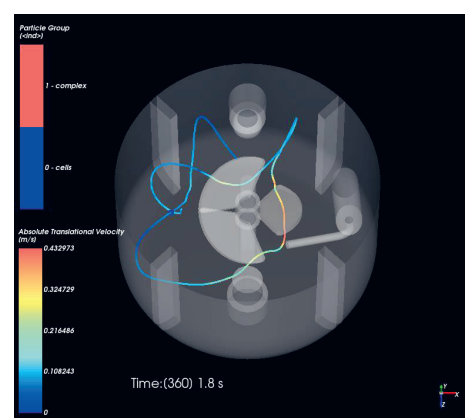 Particle Group
(<ind>)
1 - complex
0 - cells
Absolute Translational Velocity
(m/s)
0.432973
0.324729
0.216486
0.108243
0
Time:(360) 1.8 s
Y
X
Z